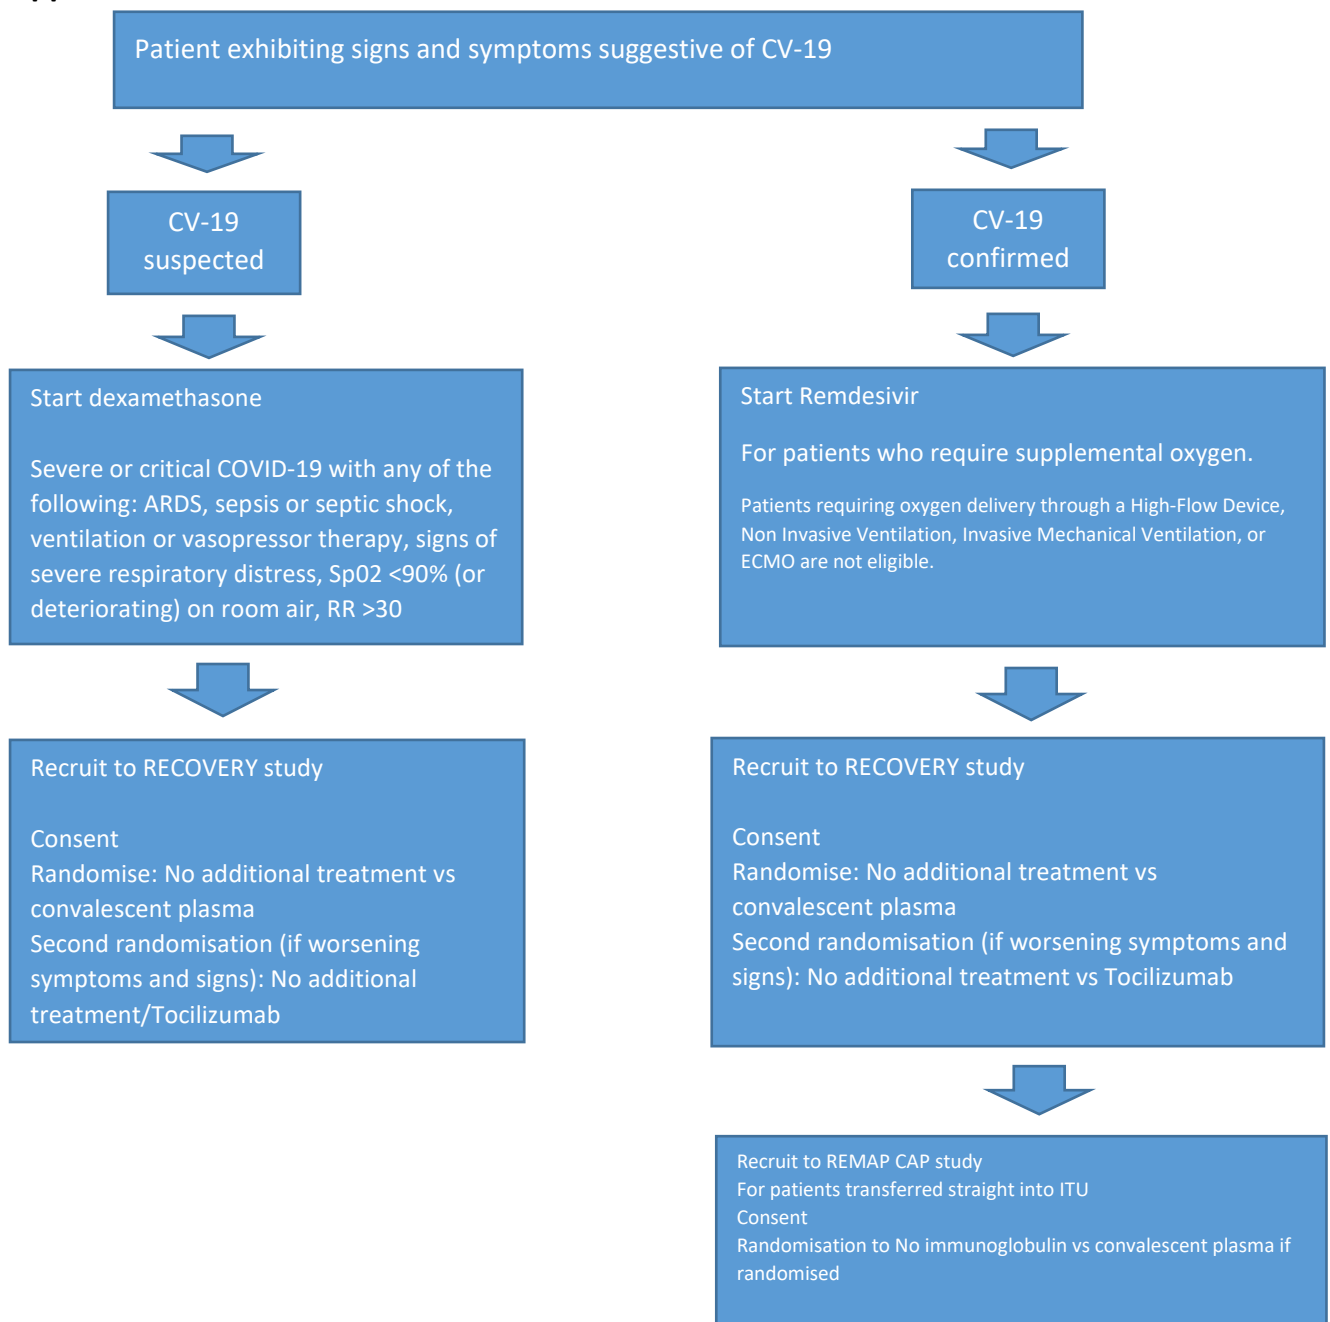 Patient exhibiting signs and symptoms suggestive of CV-19
CV-19
suspected
CV-19
confirmed
Start dexamethasone
Severe or critical COVID-19 with any of the
following: ARDS, sepsis or septic shock,
ventilation or vasopressor therapy, signs of
severe respiratory distress, Sp02 <90% (or
deteriorating) on room air, RR >30
Start Remdesivir
For patients who require supplemental oxygen.
Patients requiring oxygen delivery through a High-Flow Device,
Non Invasive Ventilation, Invasive Mechanical Ventilation, or
ECMO are not eligible.
Recruit to RECOVERY study
Consent
Randomise: No additional treatment vs
convalescent plasma
Second randomisation (if worsening
symptoms and signs): No additional
treatment/Tocilizumab
Recruit to RECOVERY study
Consent
Randomise: No additional treatment vs
convalescent plasma
Second randomisation (if worsening symptoms and
signs): No additional treatment vs Tocilizumab
Recruit to REMAP CAP study
For patients transferred straight into ITU
Consent
Randomisation to No immunoglobulin vs convalescent plasma if
randomised